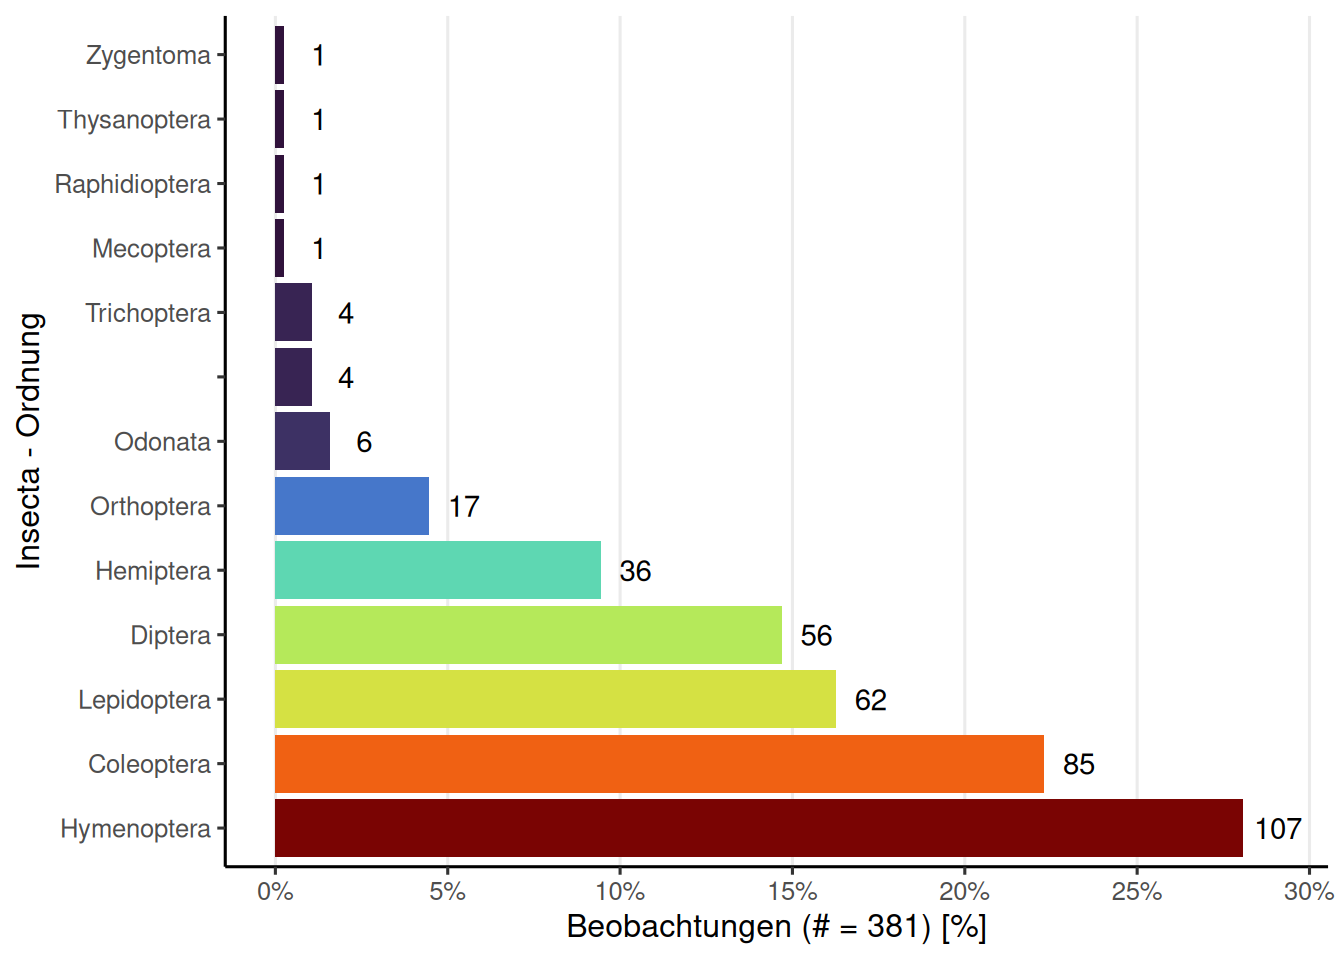 Insecta - Ordnung
Zygentoma 1
Thysanoptera 1
Raphidioptera 1
Mecoptera 1
Trichoptera 4
4
Odonata 6
Orthoptera 17
Hemiptera 36
Diptera 56
Lepidoptera 62
Coleoptera 85
Hymenoptera 107
0% 5% 10% 15% 20% 25% 30%
Beobachtungen (# = 381) [%]